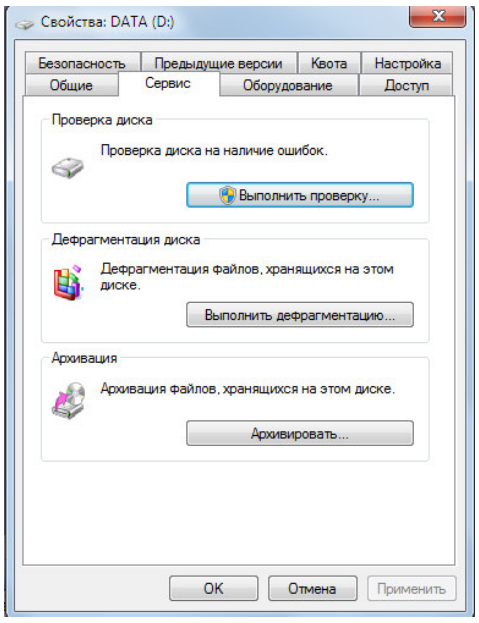 Свойства: DATA (D:)
Безопасность Предыдущие версии Квота Настройка
Общие Сервис Оборудование Доступ
Проверка диска
Проверка диска на наличие ошибок.
Выполнить проверку...
Дефрагментация диска
Дефрагментация файлов, хранящихся на этом
диске.
Выполнить дефрагментацию...
Архивация
Архивация файлов, хранящихся на этом диске.
Архивировать...
OK Отмена Применить